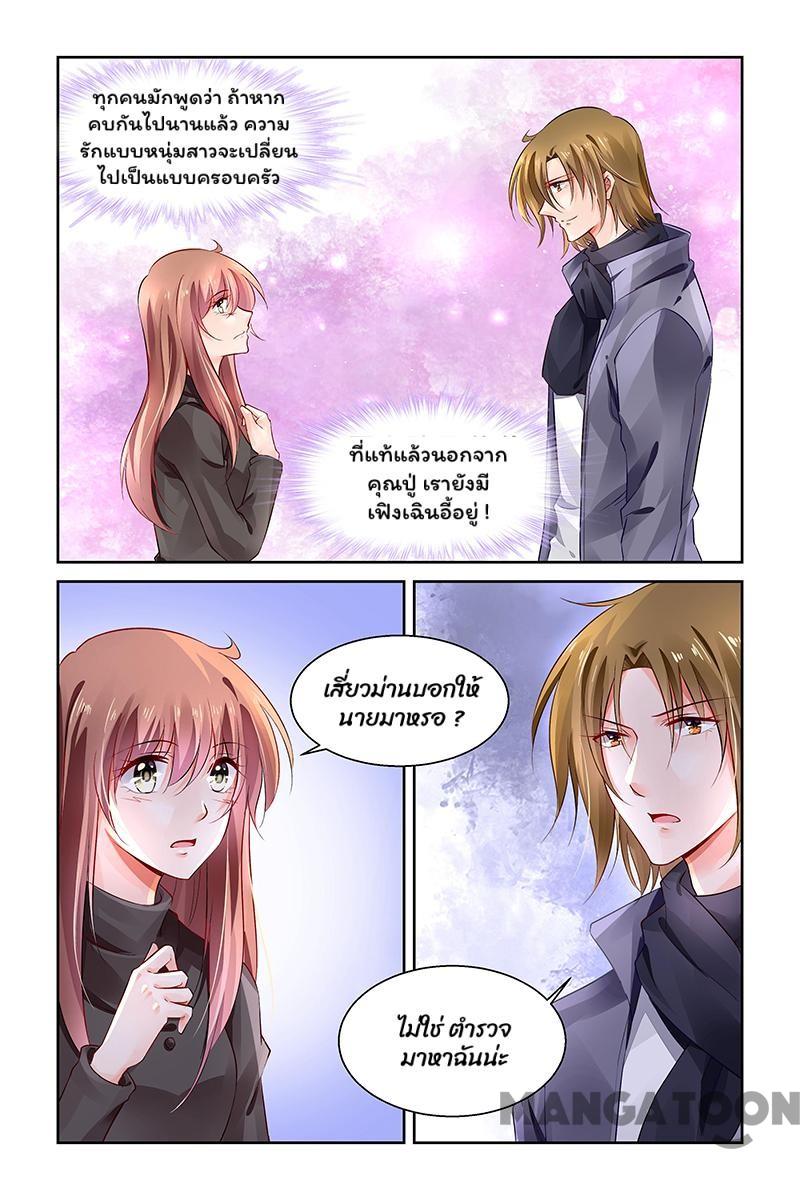 ทุกคนมักพูดว่า ถ้าหาก
คบกันไปนานแล้ว ความ
รักแบบหนุ่มสาวจะเปลี่ยน
ไปเป็นแบบครอบครัว
ที่แท้แล้วนอกจาก
คุณปู่ เรายังมี
เฟิงเฉินอี้อยู่ !
เสี่ยวม่านบอกให้
นายมาหรอ ?
ไม่ใช่ ตำรวจ
มาหาฉันน่ะ
MANGATOON